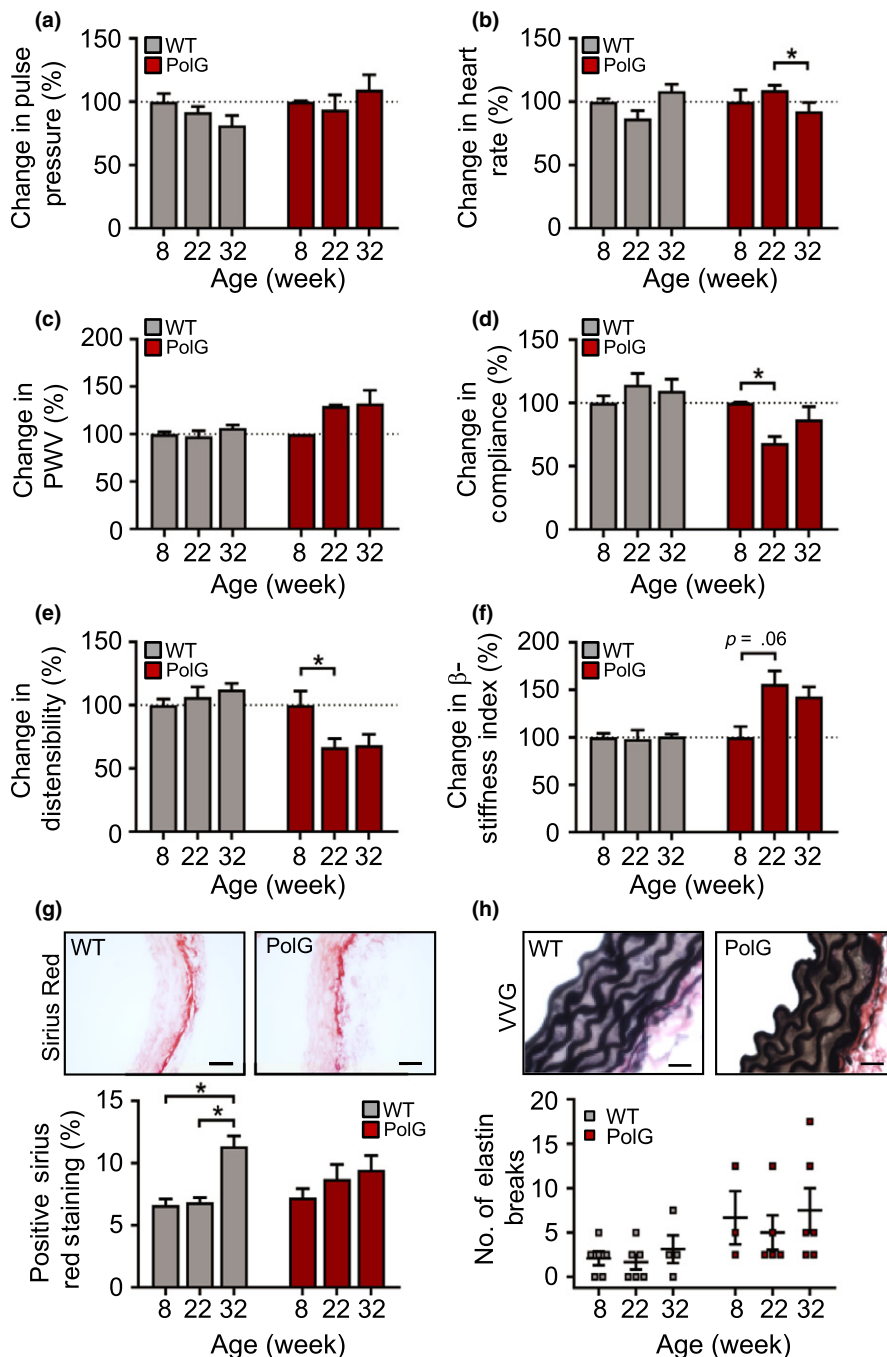 (a)
WT
PolG
Change in pulse
pressure (%)
150
100
50
0
8 22 32
Age (week)
(b)
WT
PolG
*
Change in heart
rate (%)
150
100
50
0
8 22 32 8 22 32
Age (week)
(c)
WT
PolG
Change in
PWV (%)
200
150
100
50
0
8 22 32 8 22 32
Age (week)
(d)
WT
PolG
*
Change in
compliance (%)
150
100
50
0
8 22 32 8 22 32
Age (week)
(e)
WT
PolG
*
Change in
distensibility (%)
150
100
50
0
8 22 32 8 22 32
Age (week)
(f)
WT
PolG
p = .06
Change in β-
stiffness index (%)
200
150
100
50
0
8 22 32 8 22 32
Age (week)
(g)
Sirius Red
WT
PolG
WT
PolG
*
*
Positive sirius
red staining (%)
15
10
5
0
8 22 32 8 22 32
Age (week)
(h)
VVG
WT
PolG
WT
PolG
No. of elastin
breaks
20
15
10
5
0
8 22 32 8 22 32
Age (week)